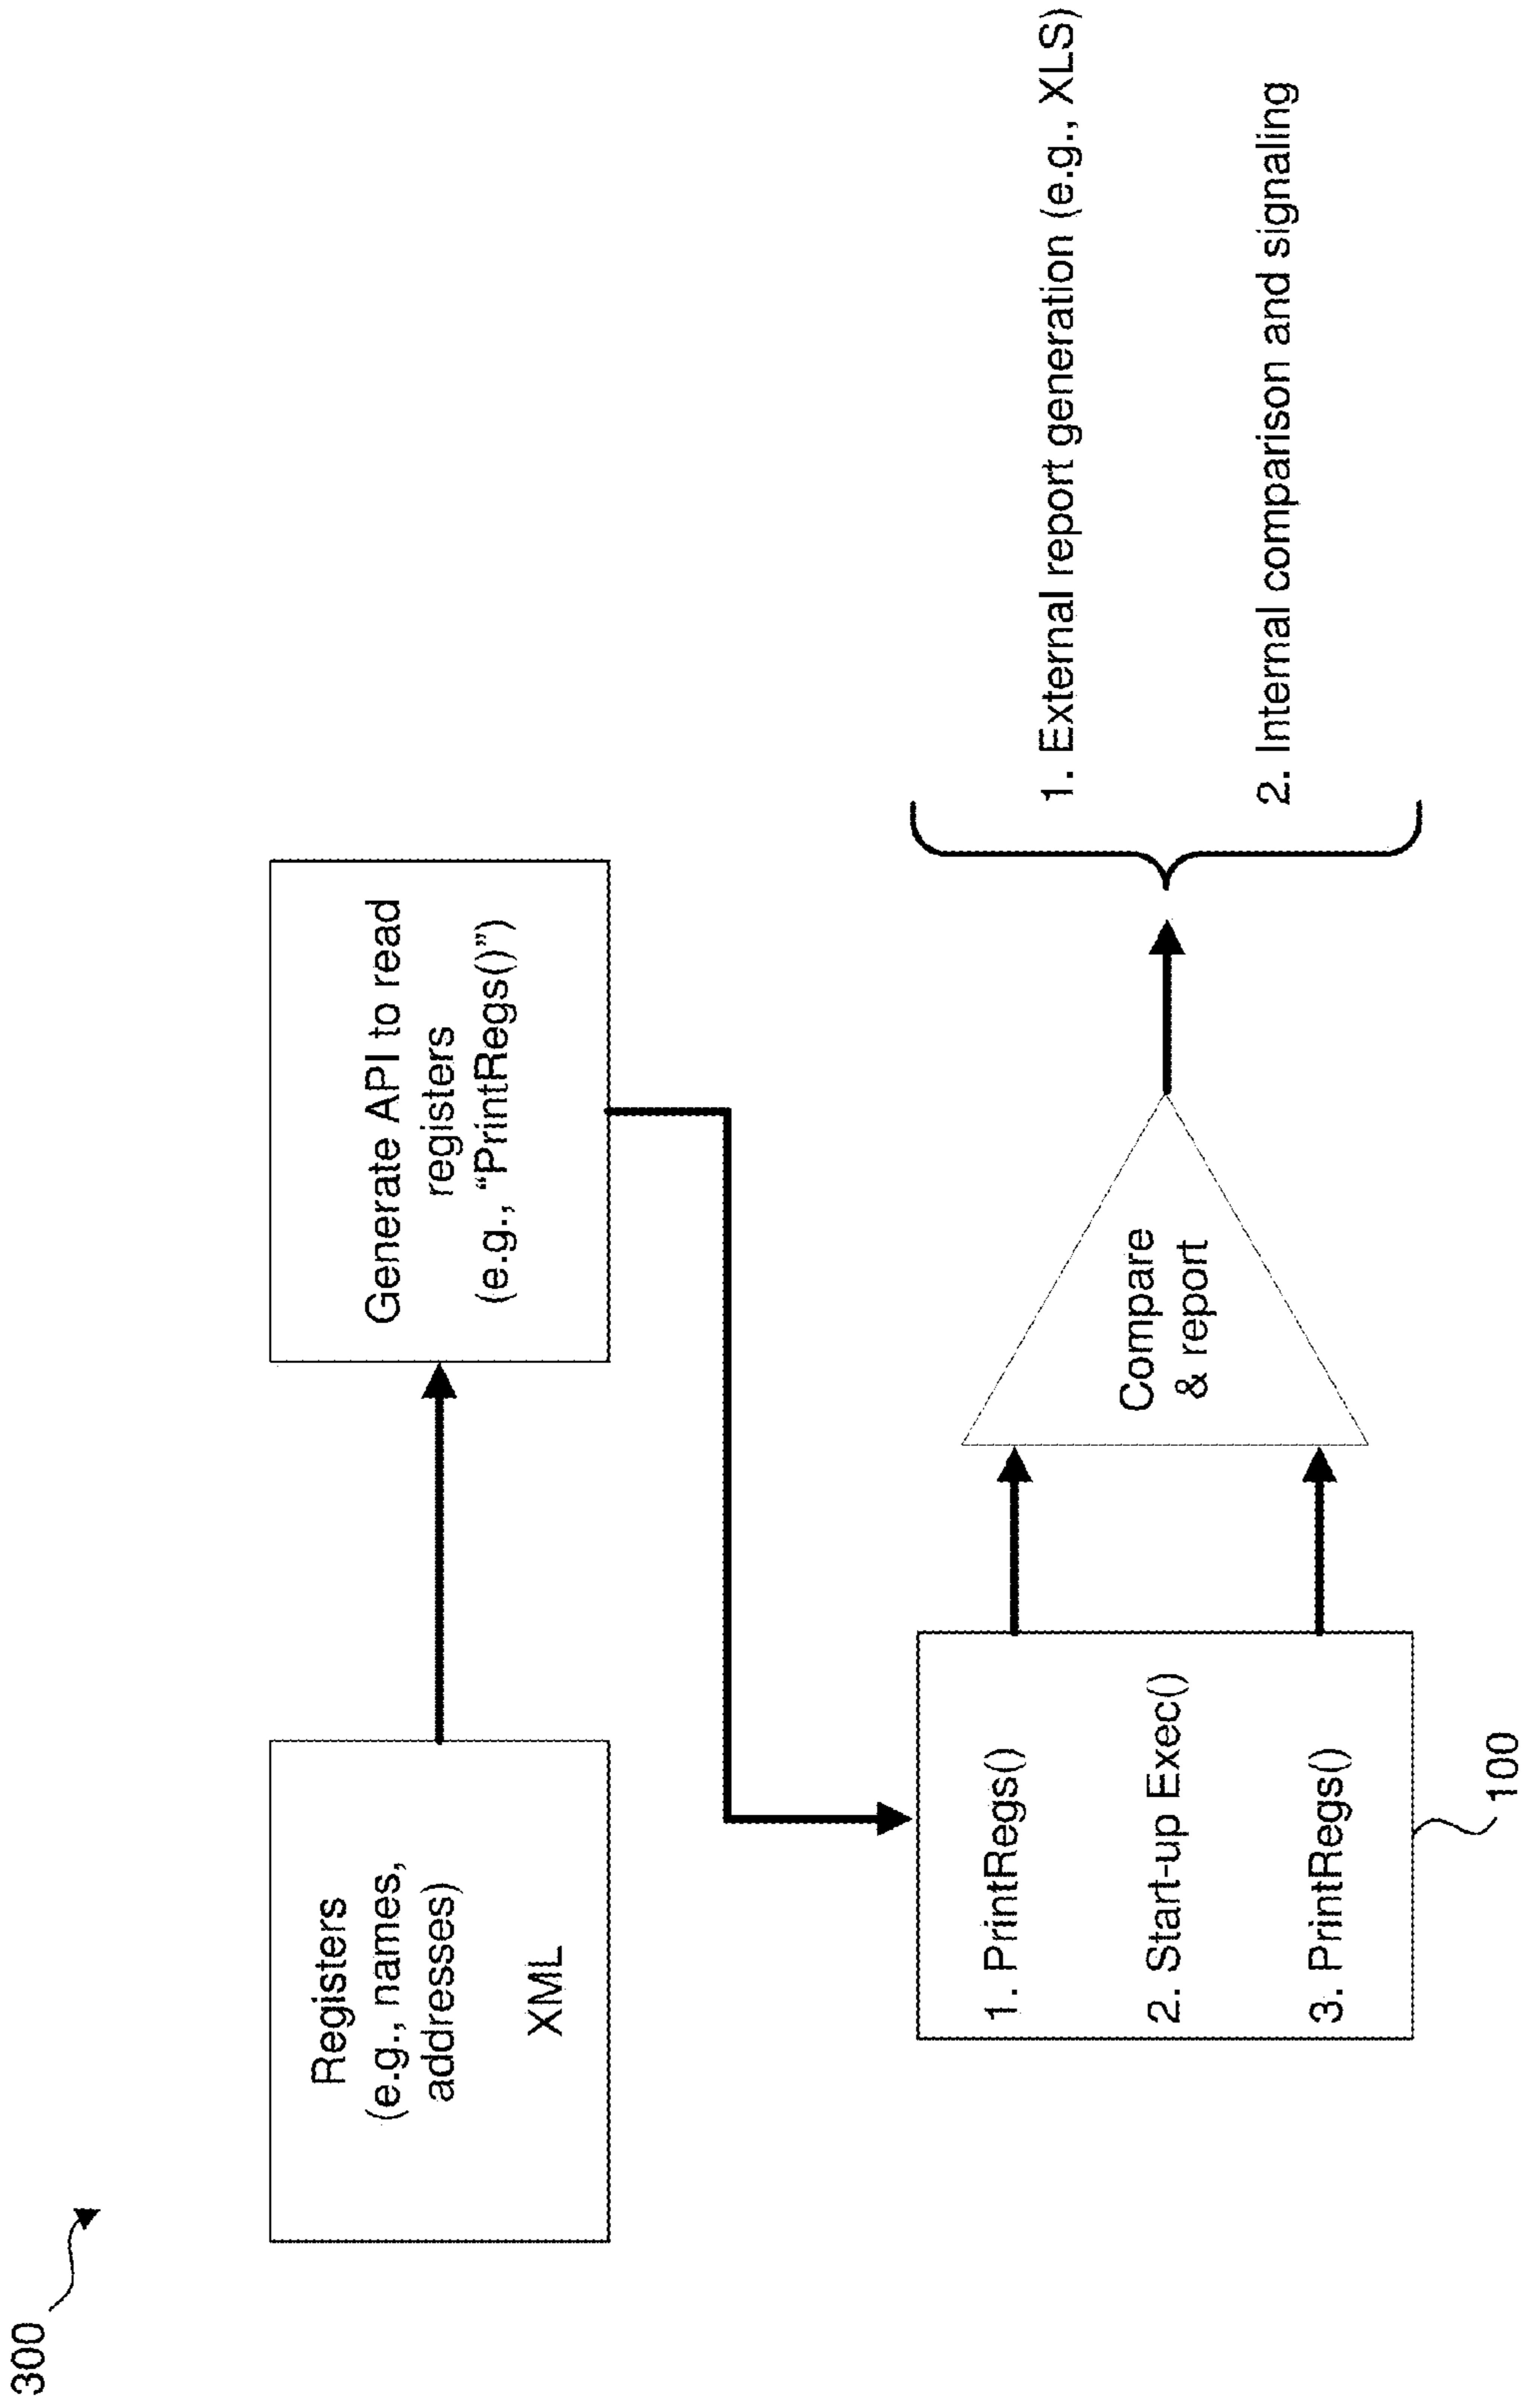 300
Registers
(e.g., names,
addresses)
XML
Generate API to read
registers
(e.g., “PrintRegs()”)
1. PrintRegs()
2. Start-up Exec()
3. PrintRegs()
100
Compare
& report
1. External report generation (e.g., XLS)
2. Internal comparison and signaling